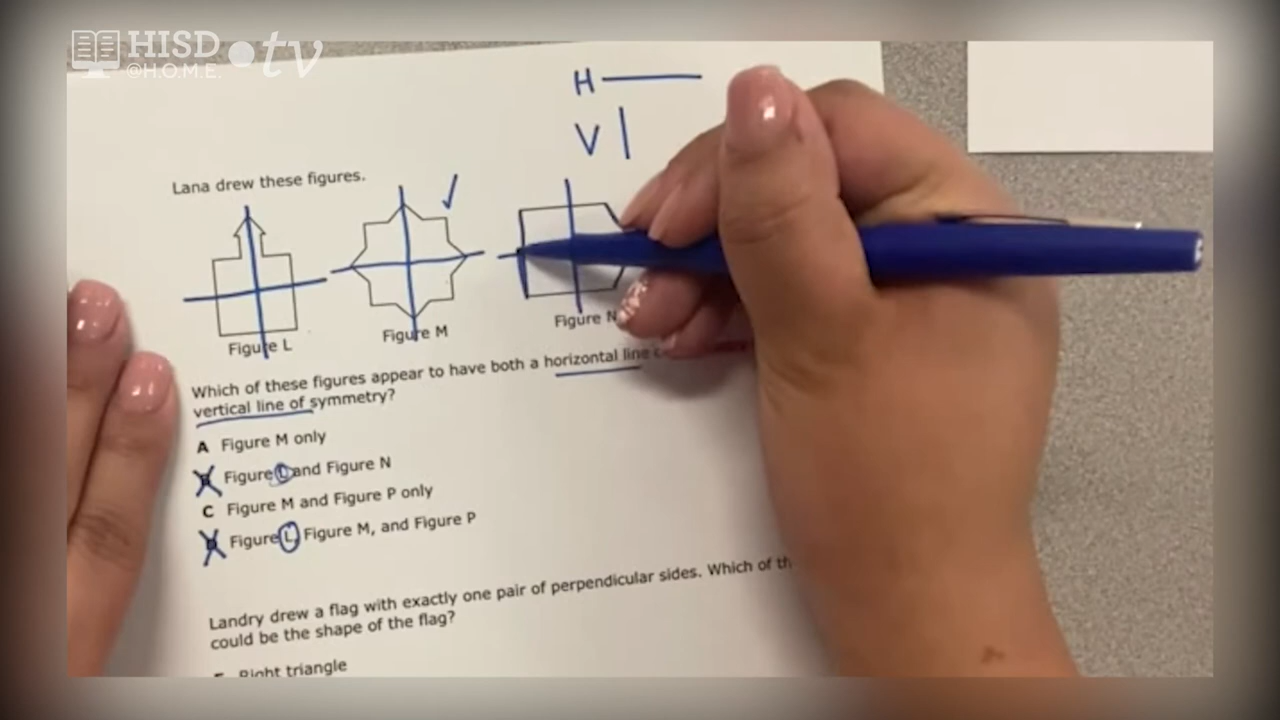 HISD
@H.O.M.E. .tv
H
V
Lana drew these figures.
Figure L
Figure M
Figure N
Which of these figures appear to have both a horizontal line
vertical line of symmetry?
A Figure M only
Figure L and Figure N
C Figure M and Figure P only
Figure L, Figure M, and Figure P
Landry drew a flag with exactly one pair of perpendicular sides. Which of th
could be the shape of the flag?
Right triangle